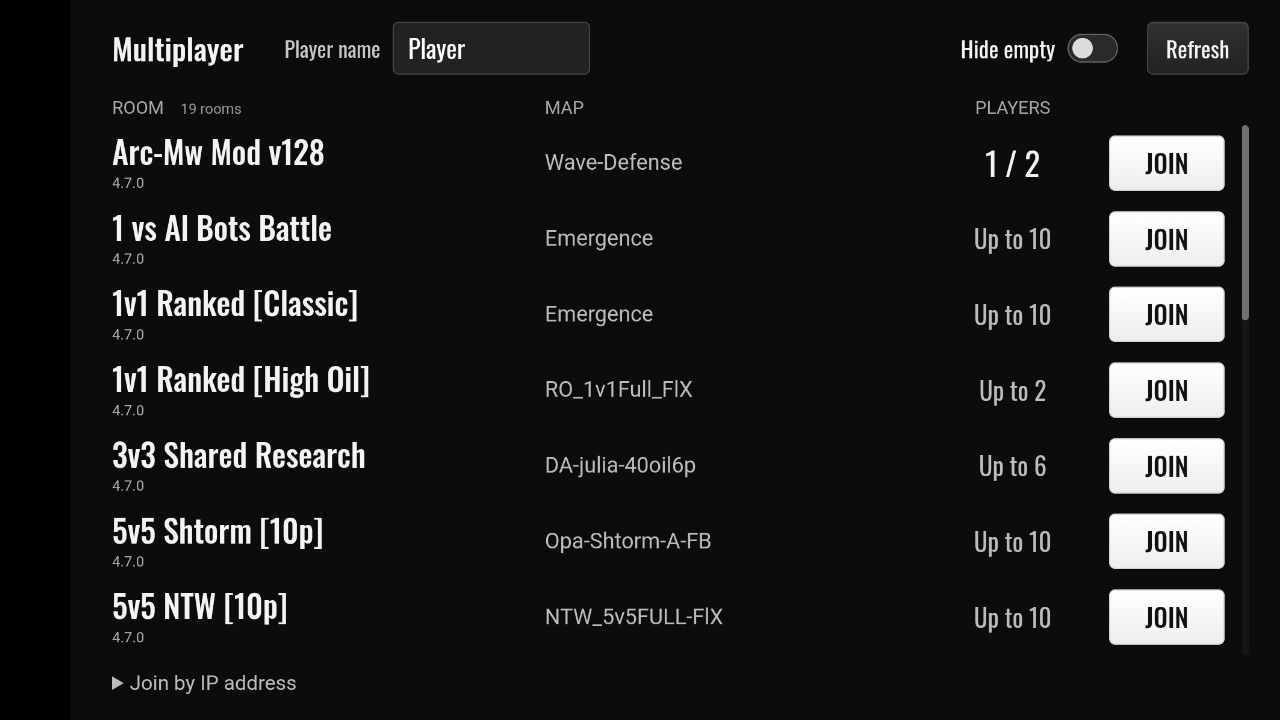 Multiplayer Player name Player Hide empty Refresh
ROOM 19 rooms MAP PLAYERS
Arc-Mw Mod v128 Wave-Defense 1 / 2 JOIN
4.7.0
1 vs AI Bots Battle Emergence Up to 10 JOIN
4.7.0
1v1 Ranked [Classic] Emergence Up to 10 JOIN
4.7.0
1v1 Ranked [High Oil] RO_1v1Full_FlX Up to 2 JOIN
4.7.0
3v3 Shared Research DA-julia-40oil6p Up to 6 JOIN
4.7.0
5v5 Shtorm [10p] Opa-Shtorm-A-FB Up to 10 JOIN
4.7.0
5v5 NTW [10p] NTW_5v5FULL-FlX Up to 10 JOIN
4.7.0
Join by IP address